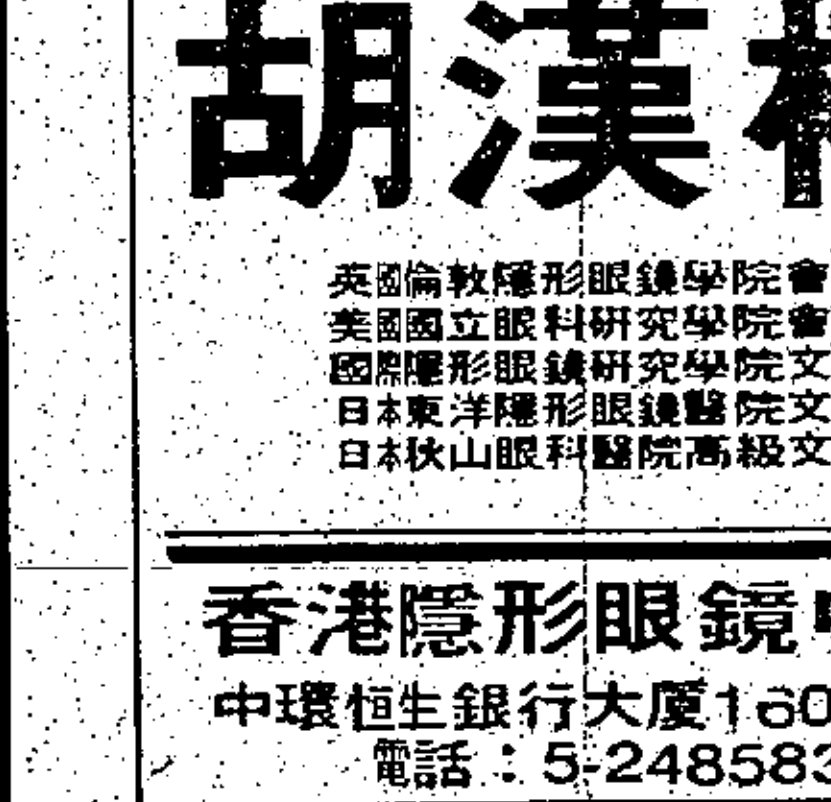 胡漢
英國倫敦隱形眼鏡學院會
美國國立眼科研究學院會
國際隱形眼鏡研究學院文
日本東洋隱形眼鏡醫院文
日本秋山眼科醫院高級文
香港隱形眼鏡
中環恒生銀行大廈160
電話：5-248583